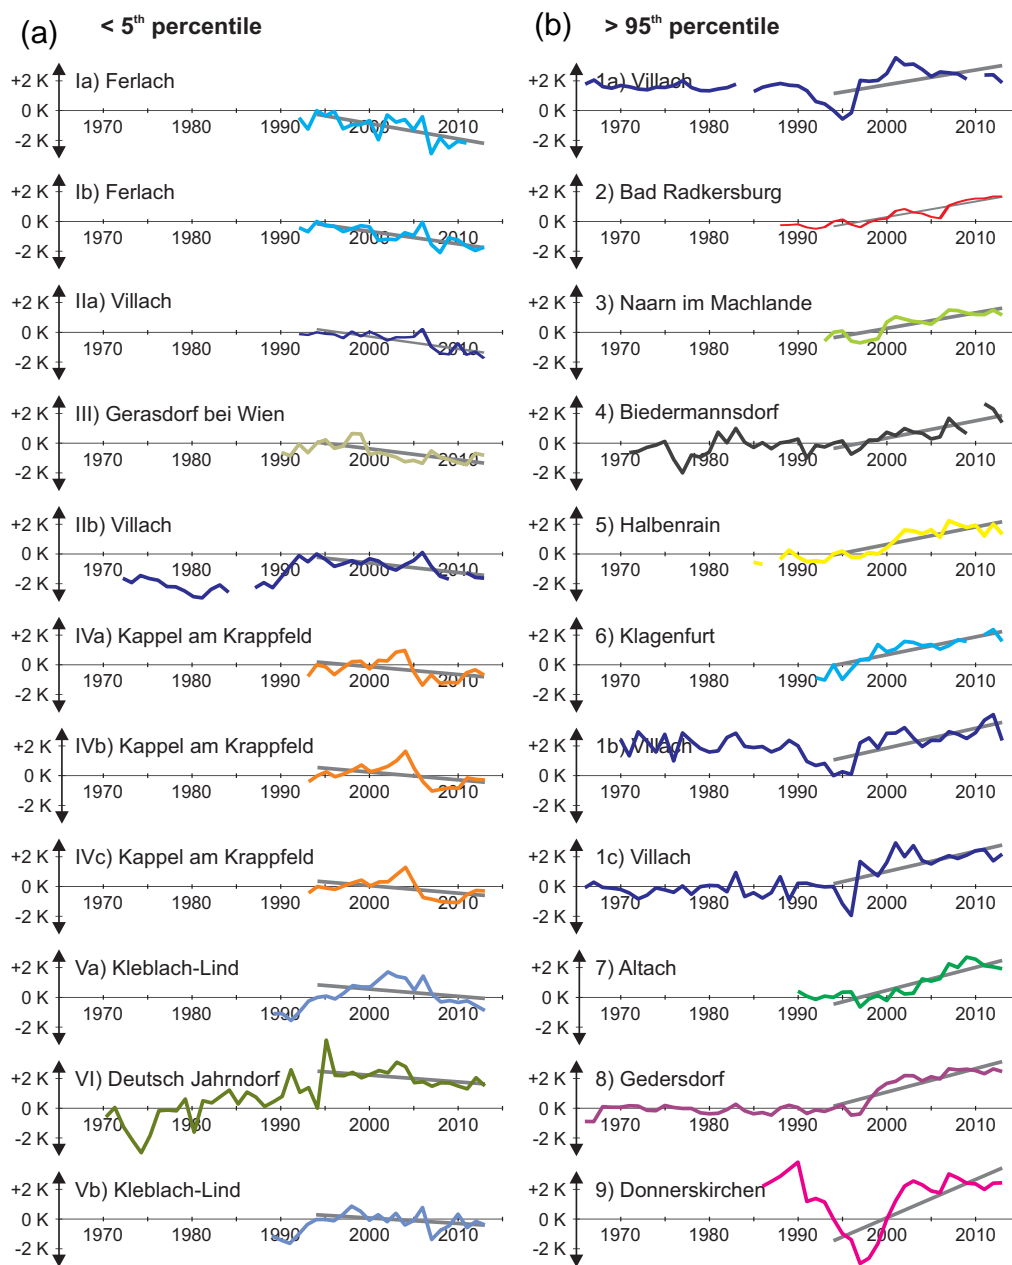 (a) < 5th percentile
Ia) Ferlach
+2 K
0 K
-2 K
1970 1980 1990 2000 2010
Ib) Ferlach
+2 K
0 K
-2 K
1970 1980 1990 2000 2010
IIa) Villach
+2 K
0 K
-2 K
1970 1980 1990 2000 2010
III) Gerasdorf bei Wien
+2 K
0 K
-2 K
1970 1980 1990 2000 2010
IIb) Villach
+2 K
0 K
-2 K
1970 1980 1990 2000 2010
IVa) Kappel am Krappfeld
+2 K
0 K
-2 K
1970 1980 1990 2000 2010
IVb) Kappel am Krappfeld
+2 K
0 K
-2 K
1970 1980 1990 2000 2010
IVc) Kappel am Krappfeld
+2 K
0 K
-2 K
1970 1980 1990 2000 2010
Va) Kleblach-Lind
+2 K
0 K
-2 K
1970 1980 1990 2000 2010
VI) Deutsch Jahrndorf
+2 K
0 K
-2 K
1970 1980 1990 2000 2010
Vb) Kleblach-Lind
+2 K
0 K
-2 K
1970 1980 1990 2000 2010
(b) > 95th percentile
1a) Villach
+2 K
0 K
-2 K
1970 1980 1990 2000 2010
2) Bad Radkersburg
+2 K
0 K
-2 K
1970 1980 1990 2000 2010
3) Naarn im Machlande
+2 K
0 K
-2 K
1970 1980 1990 2000 2010
4) Biedermannsdorf
+2 K
0 K
-2 K
1970 1980 1990 2000 2010
5) Halbenrain
+2 K
0 K
-2 K
1970 1980 1990 2000 2010
6) Klagenfurt
+2 K
0 K
-2 K
1970 1980 1990 2000 2010
1b) Villach
+2 K
0 K
-2 K
1970 1980 1990 2000 2010
1c) Villach
+2 K
0 K
-2 K
1970 1980 1990 2000 2010
7) Altach
+2 K
0 K
-2 K
1970 1980 1990 2000 2010
8) Gedersdorf
+2 K
0 K
-2 K
1970 1980 1990 2000 2010
9) Donnerskirchen
+2 K
0 K
-2 K
1970 1980 1990 2000 2010